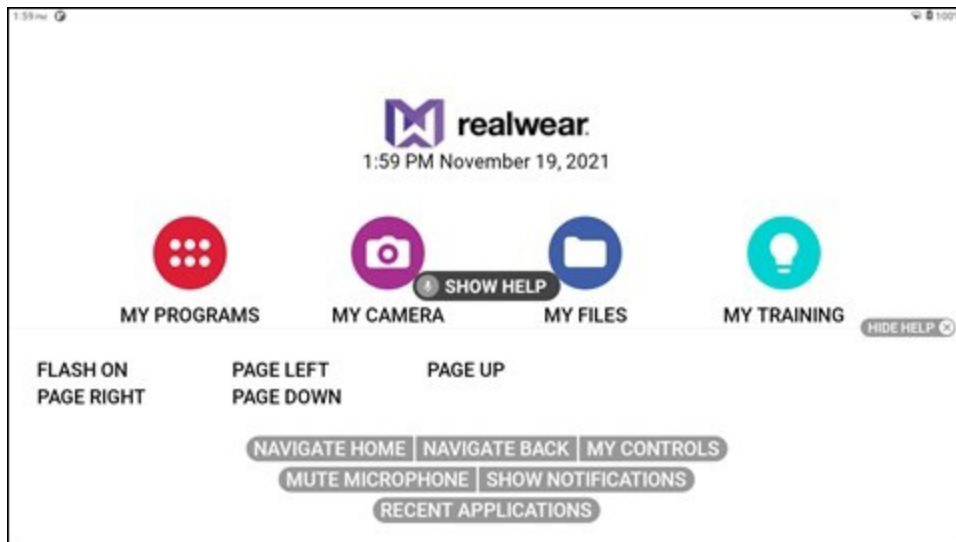 1:59 PM 100%
realwear
1:59 PM November 19, 2021
SHOW HELP
MY PROGRAMS MY CAMERA MY FILES MY TRAINING
HIDE HELP
FLASH ON PAGE LEFT PAGE UP
PAGE RIGHT PAGE DOWN
NAVIGATE HOME NAVIGATE BACK MY CONTROLS
MUTE MICROPHONE SHOW NOTIFICATIONS
RECENT APPLICATIONS